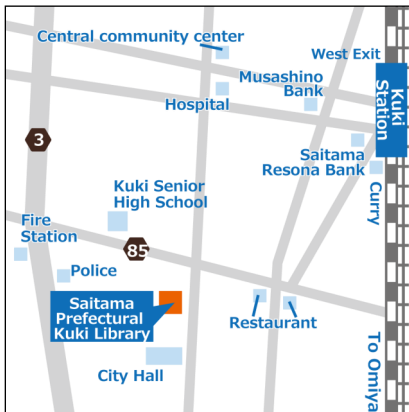 Central community center
West Exit
Musashino
Bank
Kuki
Station
Hospital
3
Saitama
Resona Bank
Kuki Senior
High School
Curry
Fire
Station
85
Police
Saitama
Prefectural
Kuki Library
Restaurant
To Omiya
City Hall